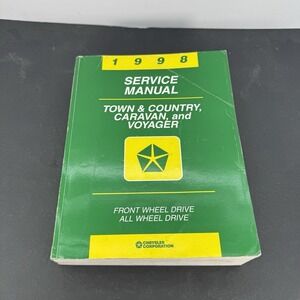 1998
SERVICE
MANUAL
TOWN & COUNTRY,
CARAVAN, and
VOYAGER
FRONT WHEEL DRIVE
ALL WHEEL DRIVE
CHRYSLER
CORPORATION